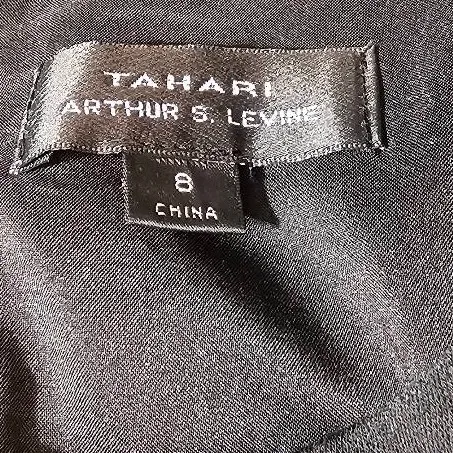 TAHARI
ARTHUR S. LEVINE
8
CHINA